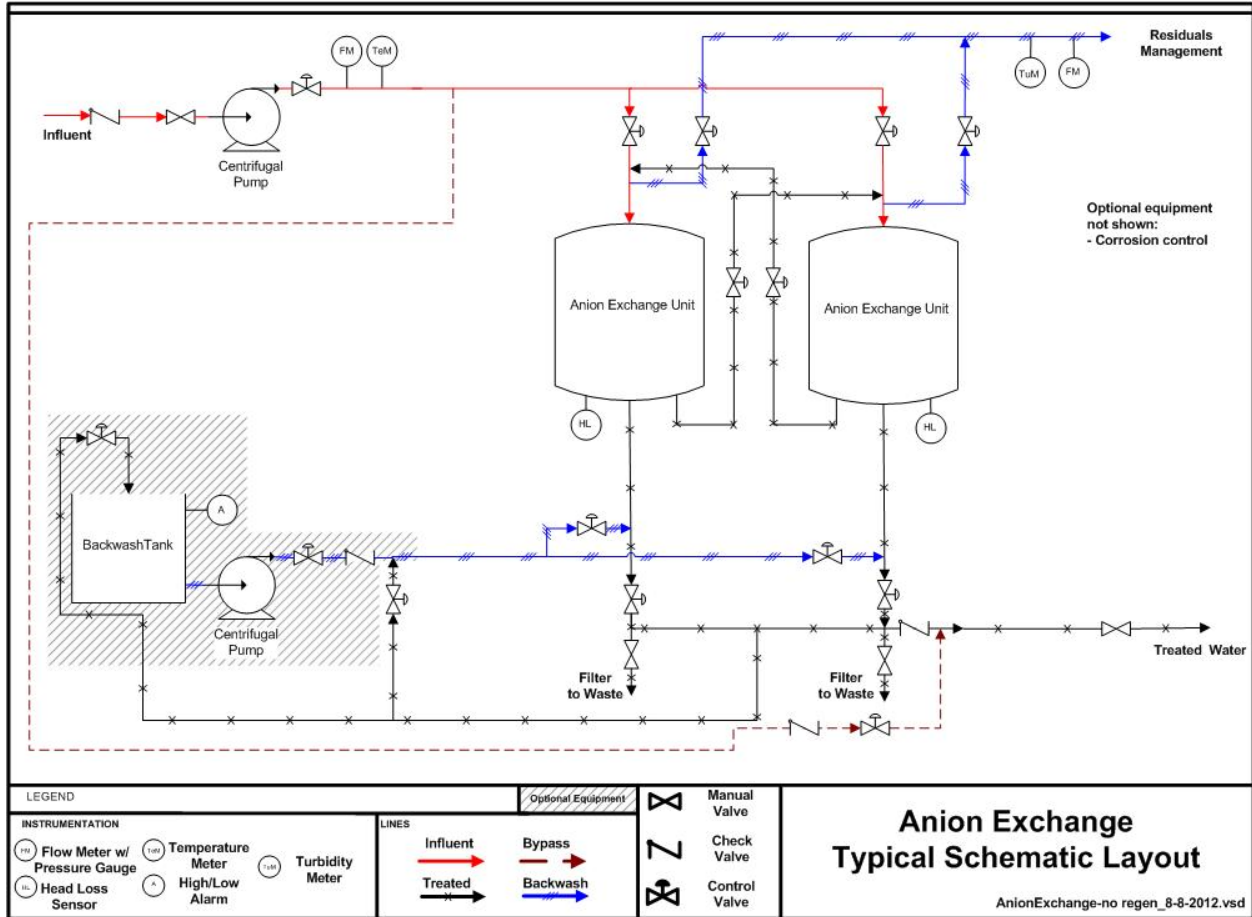 FM
TeM
Residuals
Management
TuM
FM
Influent
Centrifugal
Pump
Optional equipment
not shown:
- Corrosion control
Anion Exchange Unit
Anion Exchange Unit
HL
HL
BackwashTank
A
Centrifugal
Pump
Filter
to Waste
Filter
to Waste
Treated Water
LEGEND
Optional Equipment
INSTRUMENTATION
FM
Flow Meter w/
Pressure Gauge
TeM
Temperature
Meter
TuM
Turbidity
Meter
HL
Head Loss
Sensor
A
High/Low
Alarm
LINES
Influent
Bypass
Treated
Backwash
Manual
Valve
Check
Valve
Control
Valve
Anion Exchange
Typical Schematic Layout
AnionExchange-no regen_8-8-2012.vsd